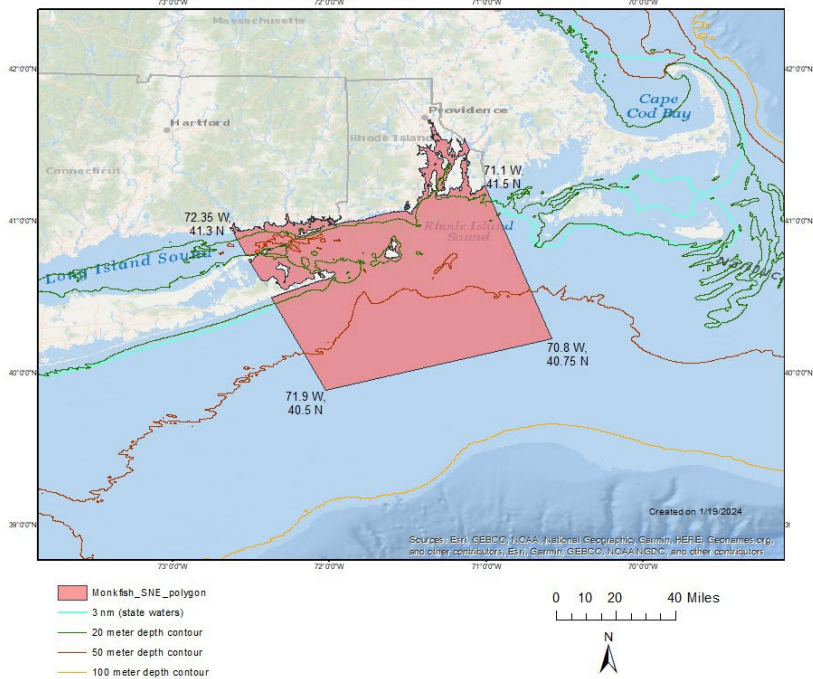 73°0'0"W 72°0'0"W 71°0'0"W 70°0'0"W
Massachusetts
42°0'0"N 42°0'0"N
Cape
Cod Bay
Providence
Hartford
Rhode Island
Connecticut
71.1 W,
41.5 N
72.35 W,
41.3 N
41°0'0"N 41°0'0"N
Rhode Island
Sound
Long Island Sound
70.8 W,
40.75 N
40°0'0"N 40°0'0"N
71.9 W,
40.5 N
Created on 1/19/2024
39°0'0"N
Sources: Esri, GEBCO, NOAA, National Geographic, Garmin, HERE, Geonames.org,
and other contributors, Esri, Garmin, GEBCO, NOAA NGDC, and other contributors
73°0'0"W 72°0'0"W 71°0'0"W 70°0'0"W
Monkfish_SNE_polygon
3 nm (state waters)
20 meter depth contour
50 meter depth contour
100 meter depth contour
0 10 20 40 Miles
N